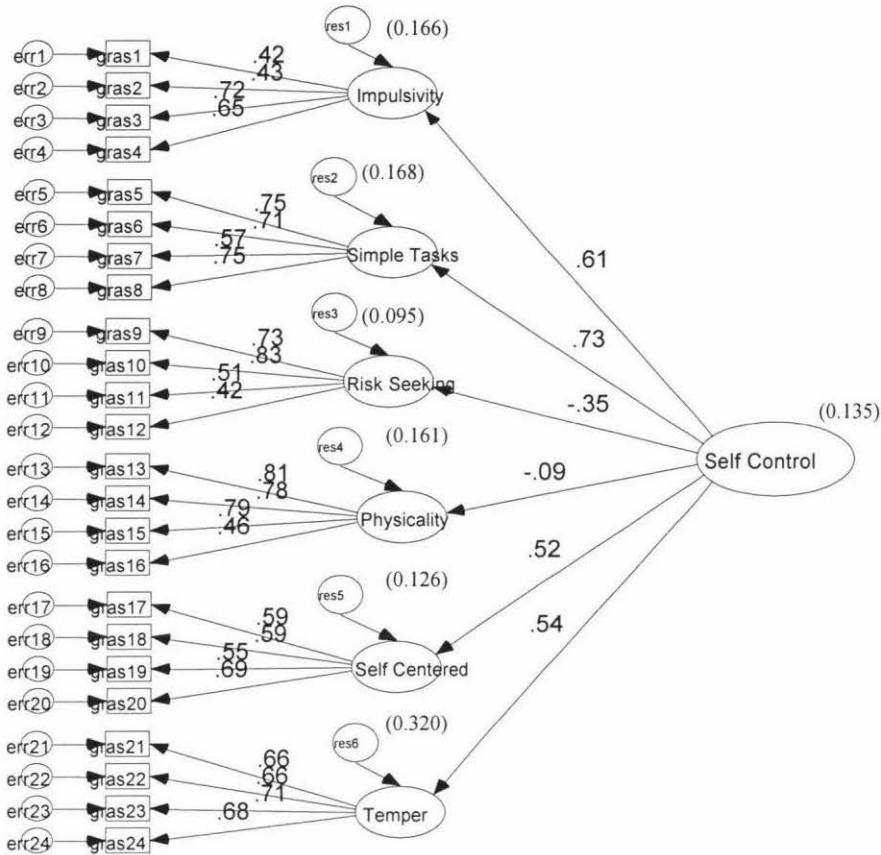 res1 (0.166)
err1 gras1 .42
err2 gras2 .43 Impulsivity
err3 gras3 .72
err4 gras4 .65
res2 (0.168)
err5 gras5 .75
err6 gras6 .71
err7 gras7 .57 Simple Tasks
err8 gras8 .75
.61
res3 (0.095)
err9 gras9 .73
err10 gras10 .83
err11 gras11 .51 Risk Seeking
err12 gras12 .42
.73
-.35
(0.135)
Self Control
res4 (0.161)
err13 gras13 .81
err14 gras14 .78
err15 gras15 .79 Physicality
err16 gras16 .46
-.09
.52
res5 (0.126)
err17 gras17 .59
err18 gras18 .59
err19 gras19 .55 Self Centered
err20 gras20 .69
.54
res6 (0.320)
err21 gras21 .66
err22 gras22 .66
err23 gras23 .71 Temper
err24 gras24 .68